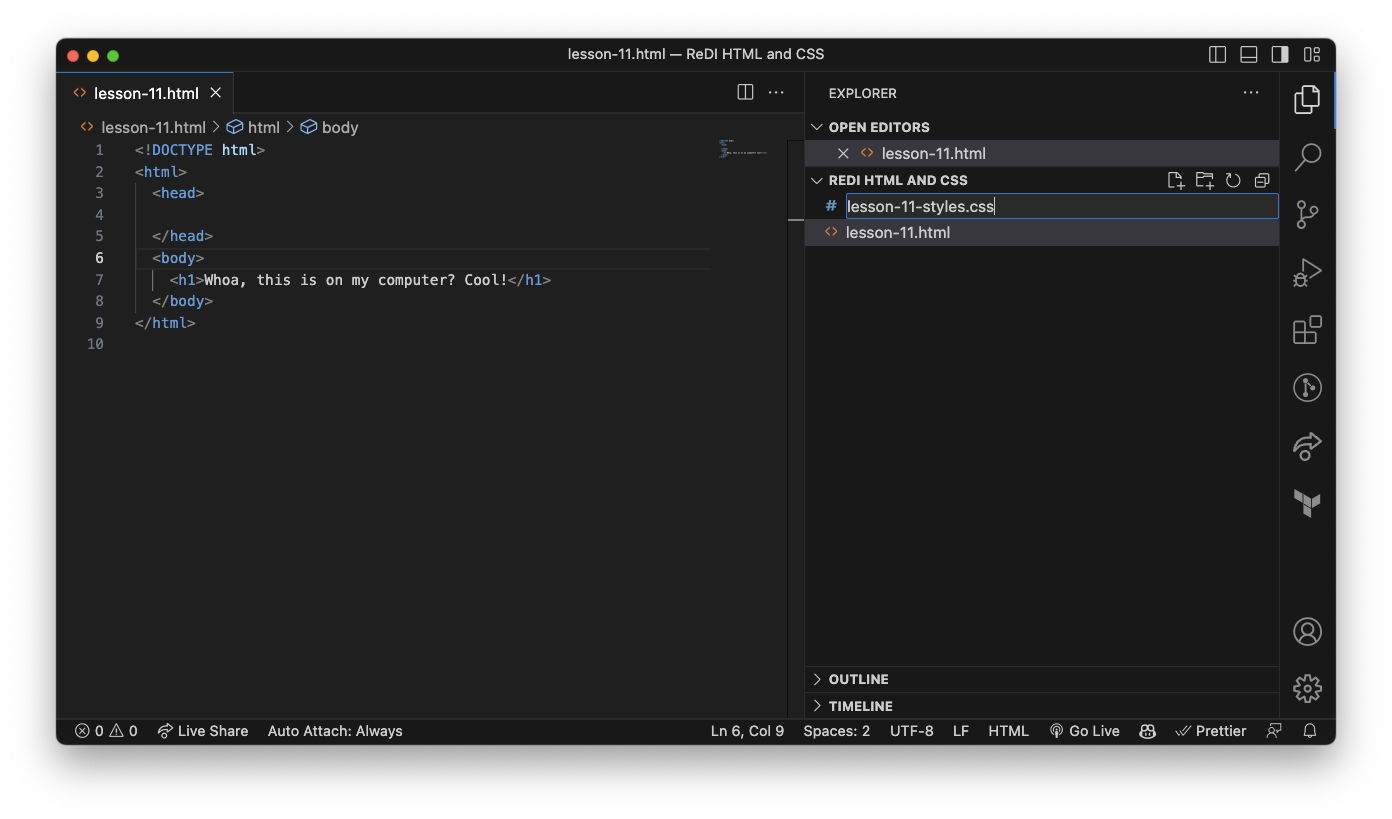 lesson-11.html — ReDI HTML and CSS
lesson-11.html
lesson-11.html > html > body
1 <!DOCTYPE html>
2 <html>
3 <head>
4
5 </head>
6 <body>
7 <h1>Whoa, this is on my computer? Cool!</h1>
8 </body>
9 </html>
10
EXPLORER
OPEN EDITORS
lesson-11.html
REDI HTML AND CSS
# lesson-11-styles.css
lesson-11.html
OUTLINE
TIMELINE
0 0 Live Share Auto Attach: Always Ln 6, Col 9 Spaces: 2 UTF-8 LF HTML Go Live Prettier